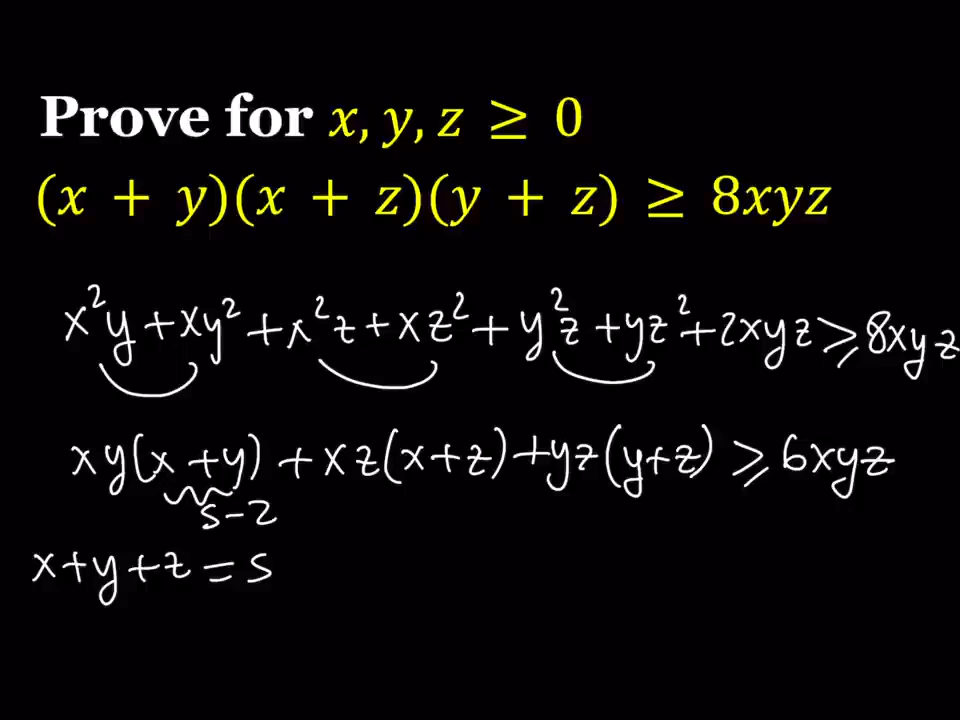 Prove for x, y, z ≥ 0
(x + y)(x + z)(y + z) ≥ 8xyz
x²y + xy² + x²z + xz² + y²z + yz² + 2xyz ≥ 8xyz
xy(x + y) + xz(x + z) + yz(y + z) ≥ 6xyz
s - z
x + y + z = s